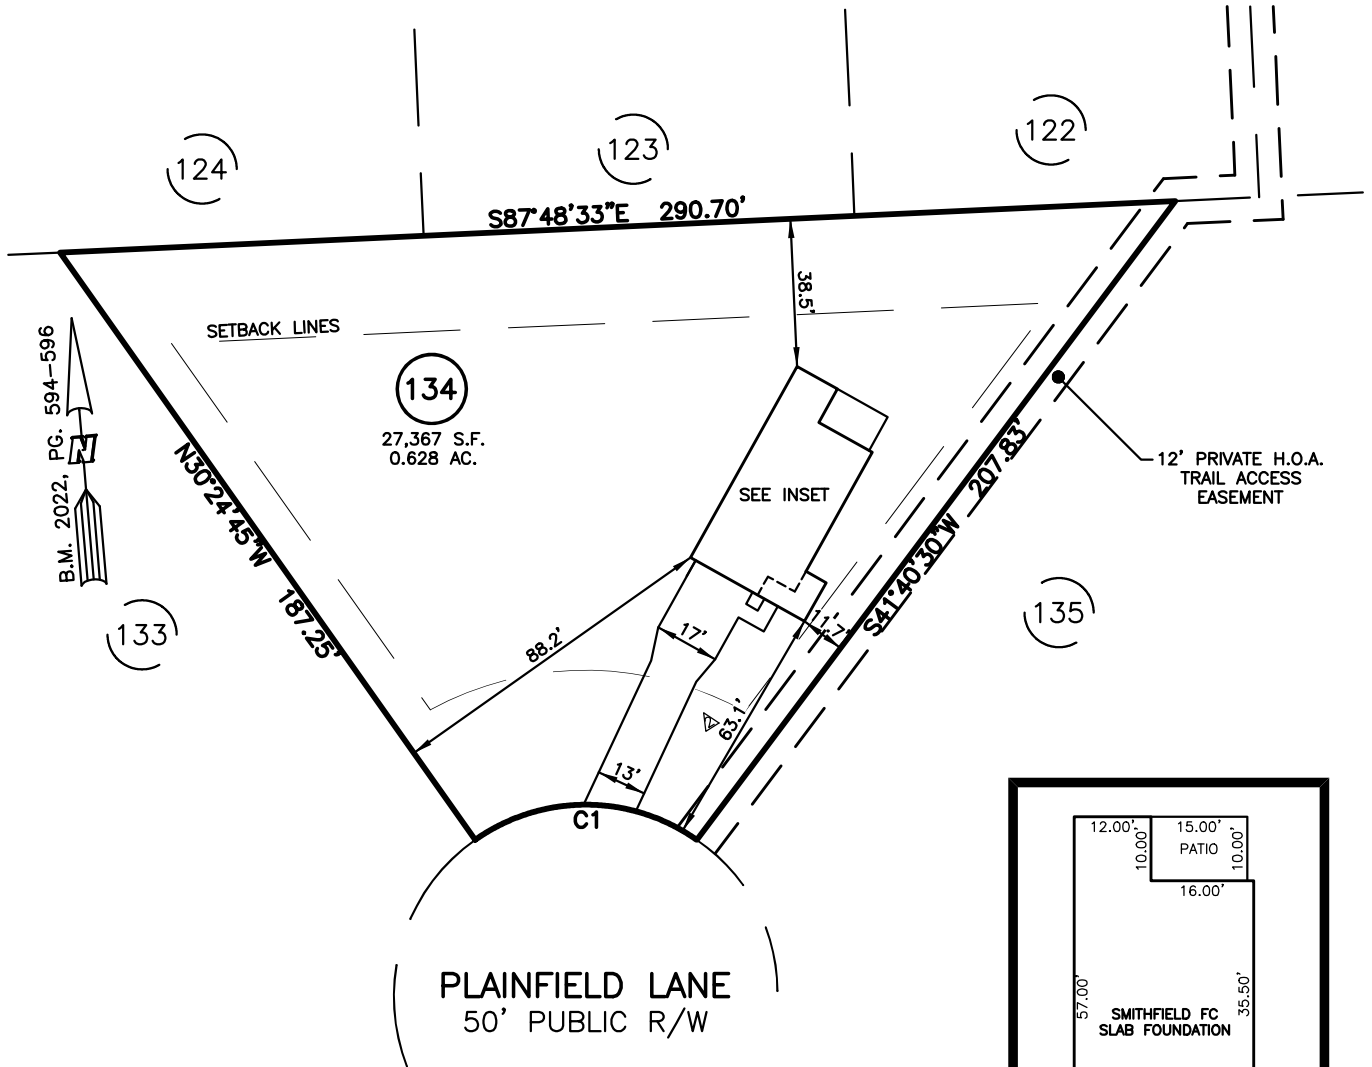 124
123
122
S87°48'33"E 290.70'
38.5'
SETBACK LINES
B.M. 2022, PG. 594-596
N
134
27,367 S.F.
0.628 AC.
N30°24'45"W 187.25'
SEE INSET
S41°40'30"W 207.83'
12' PRIVATE H.O.A.
TRAIL ACCESS
EASEMENT
133
135
88.2'
17'
11.7'
63.1'
2
13'
C1
PLAINFIELD LANE
50' PUBLIC R/W
12.00'
10.00'
15.00'
PATIO
10.00'
16.00'
57.00'
35.50'
SMITHFIELD FC
SLAB FOUNDATION